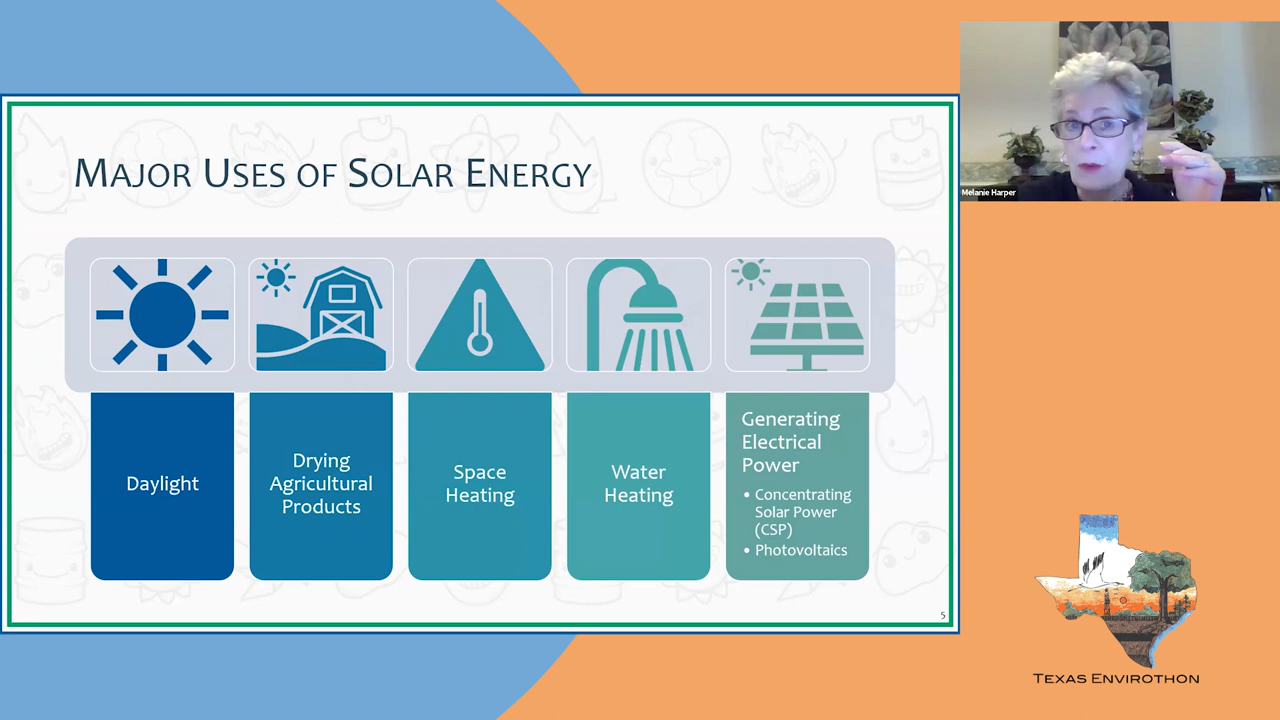 MAJOR USES OF SOLAR ENERGY
Daylight
Drying
Agricultural
Products
Space
Heating
Water
Heating
Generating
Electrical
Power
• Concentrating
Solar Power
(CSP)
• Photovoltaics
5
Melanie Harper
TEXAS ENVIROTHON